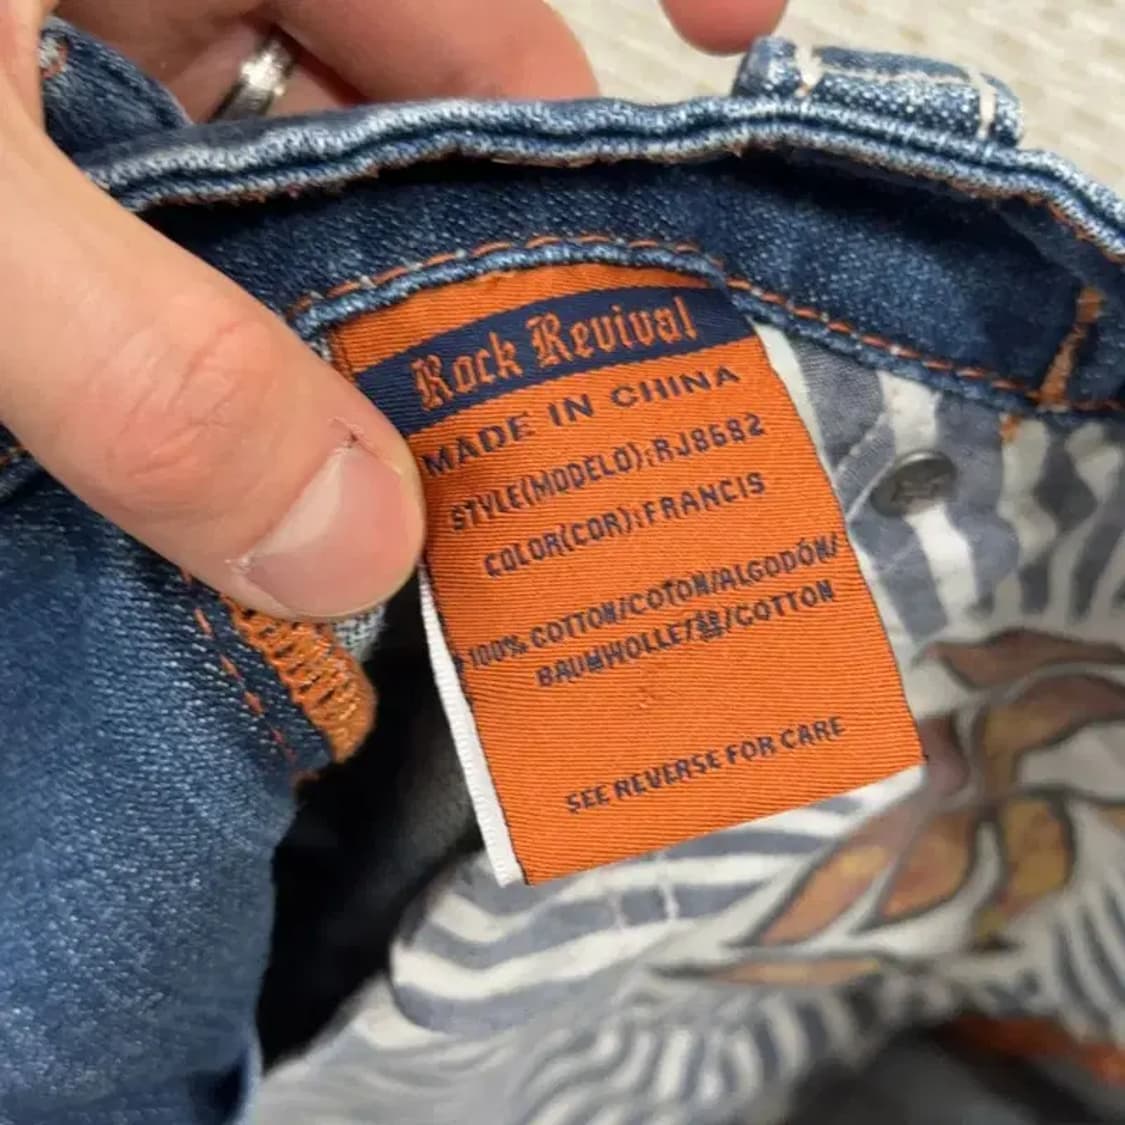 Rock Revival
MADE IN CHINA
STYLE(MODELO):RJ8682
COLOR(COR):FRANCIS
100% COTTON/COTON/ALGODÓN/
BAUMWOLLE/綿/COTTON
SEE REVERSE FOR CARE